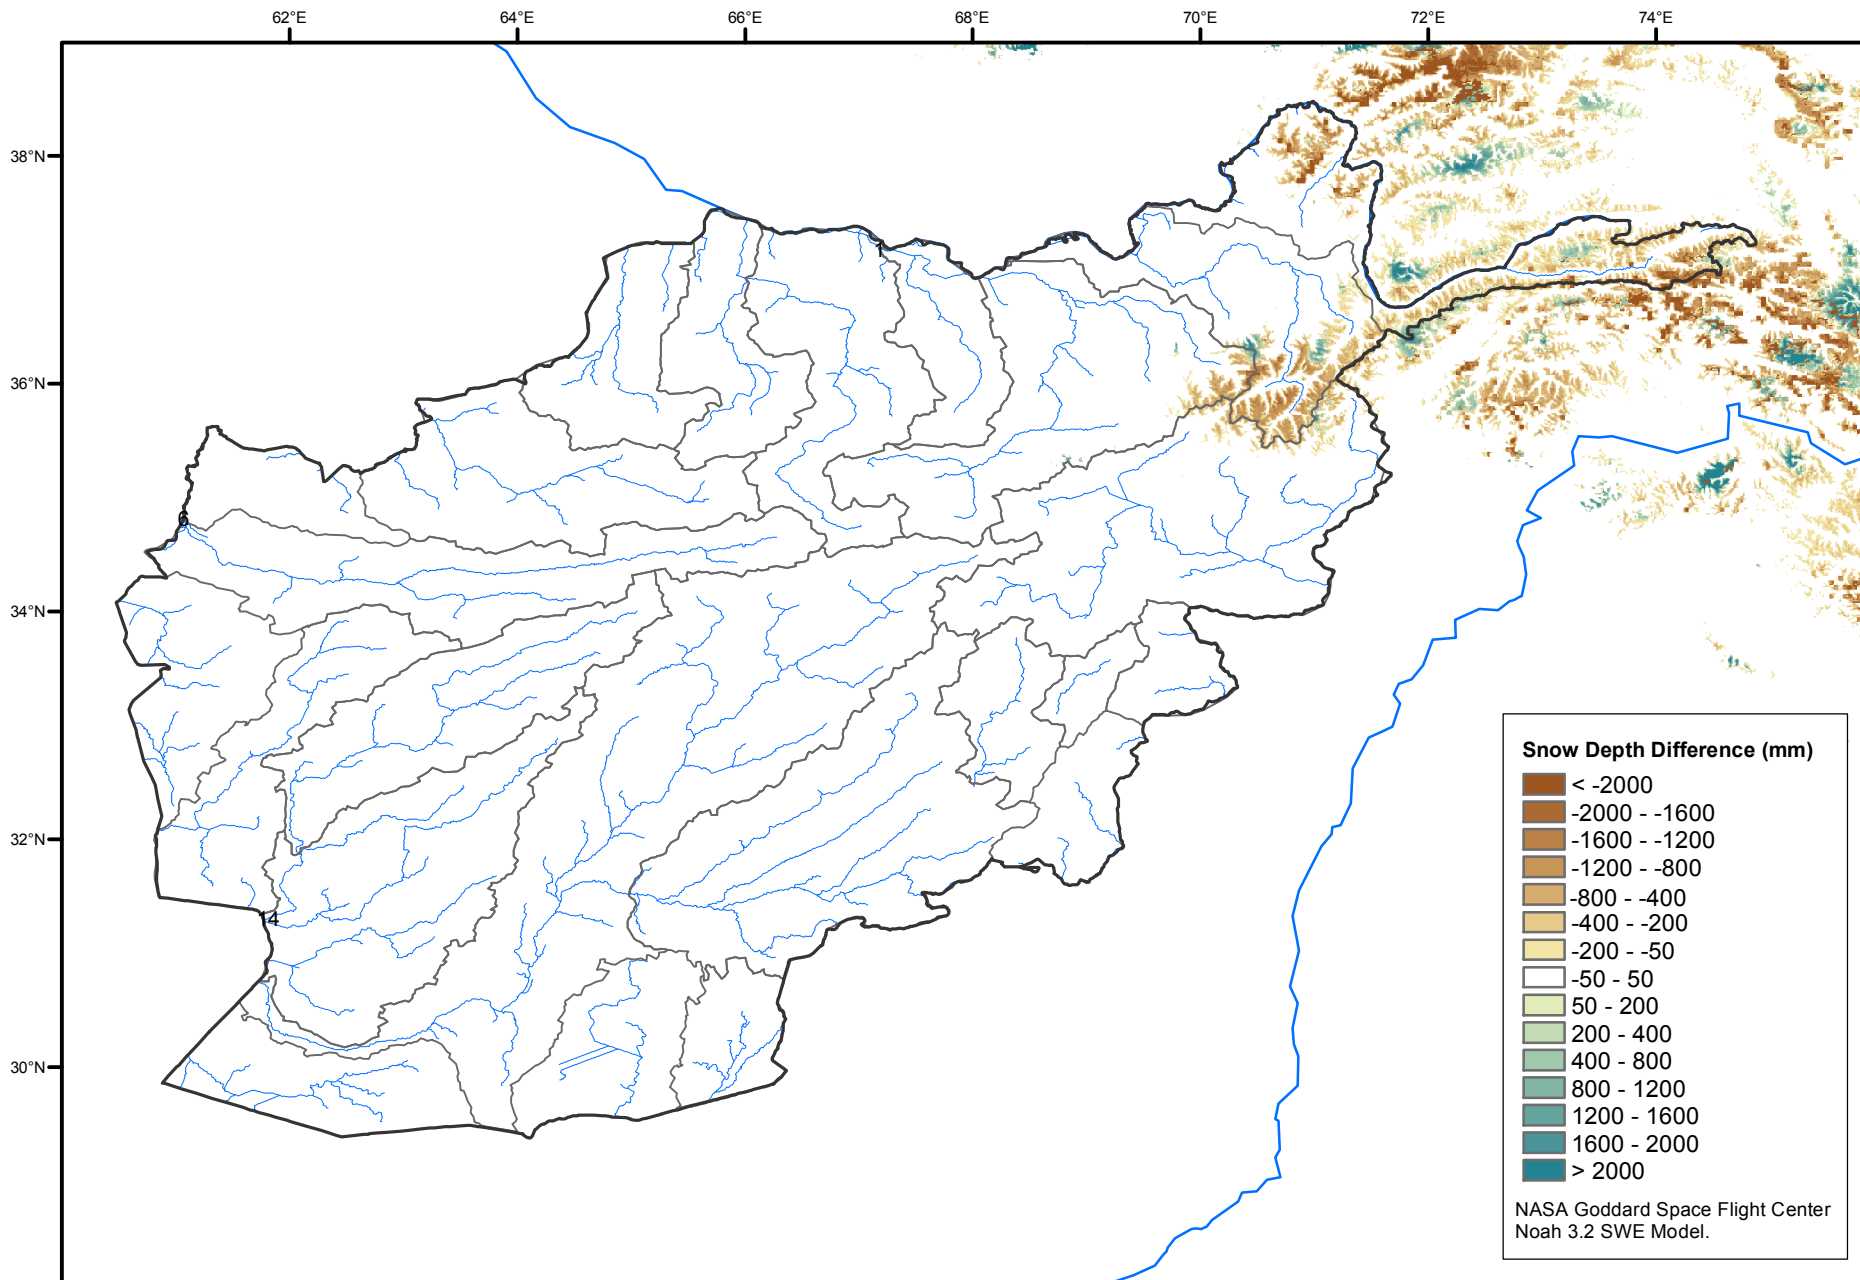 62°E 64°E 66°E 68°E 70°E 72°E 74°E
38°N
1
36°N
6
34°N
32°N
14
30°N
Snow Depth Difference (mm)
< -2000
-2000 - -1600
-1600 - -1200
-1200 - -800
-800 - -400
-400 - -200
-200 - -50
-50 - 50
50 - 200
200 - 400
400 - 800
800 - 1200
1200 - 1600
1600 - 2000
> 2000
NASA Goddard Space Flight Center
Noah 3.2 SWE Model.